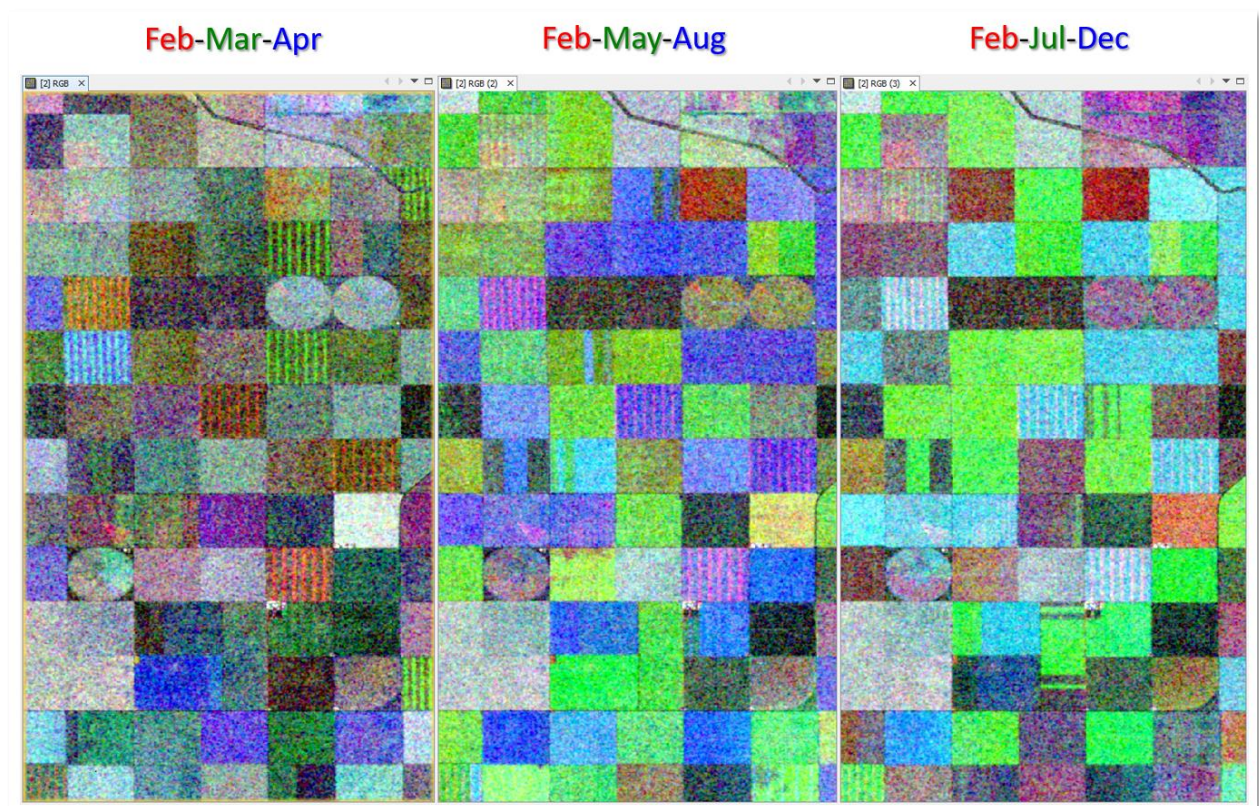 Feb-Mar-Apr
Feb-May-Aug
Feb-Jul-Dec
[2] RGB
[2] RGB (2)
[2] RGB (3)